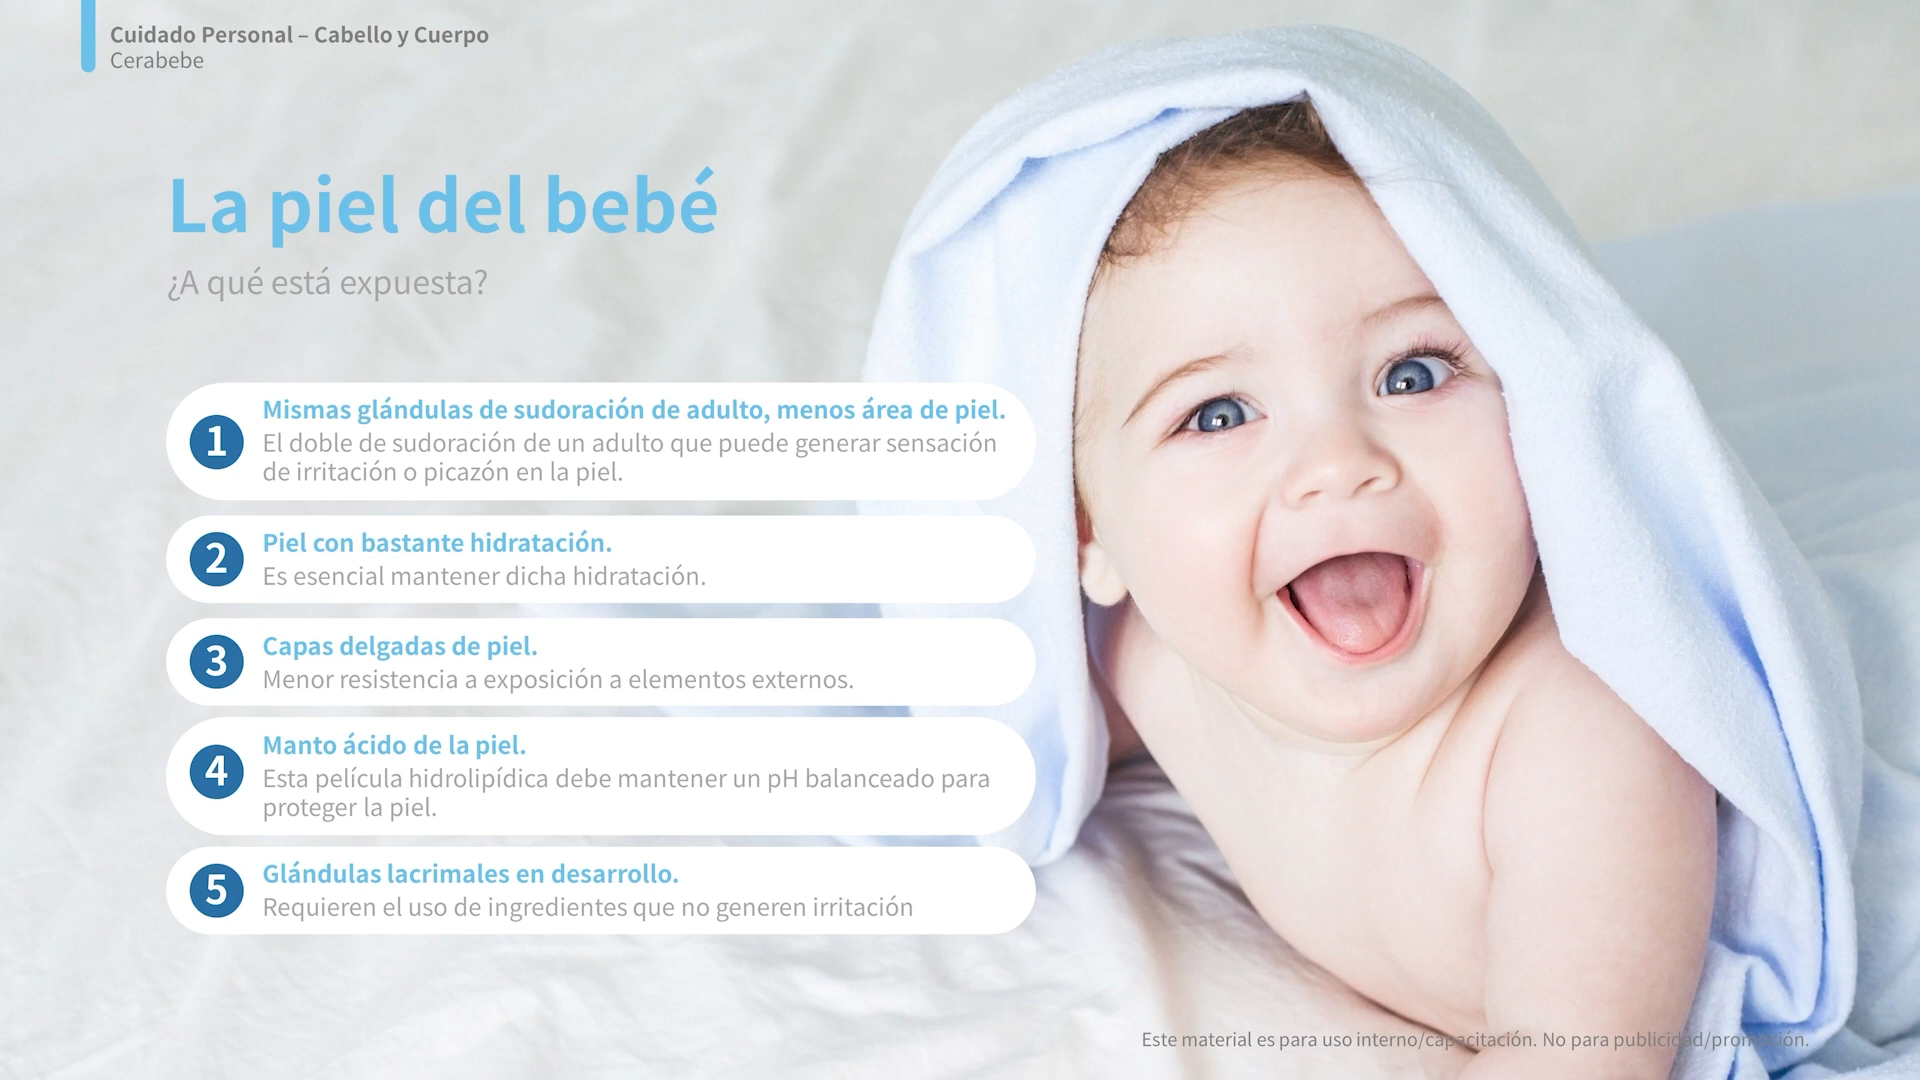 Cuidado Personal – Cabello y Cuerpo
Cerabebe
La piel del bebé
¿A qué está expuesta?
1
Mismas glándulas de sudoración de adulto, menos área de piel.
El doble de sudoración de un adulto que puede generar sensación
de irritación o picazón en la piel.
2
Piel con bastante hidratación.
Es esencial mantener dicha hidratación.
3
Capas delgadas de piel.
Menor resistencia a exposición a elementos externos.
4
Manto ácido de la piel.
Esta película hidrolipídica debe mantener un pH balanceado para
proteger la piel.
5
Glándulas lacrimales en desarrollo.
Requieren el uso de ingredientes que no generen irritación
Este material es para uso interno/capacitación. No para publicidad/promoción.